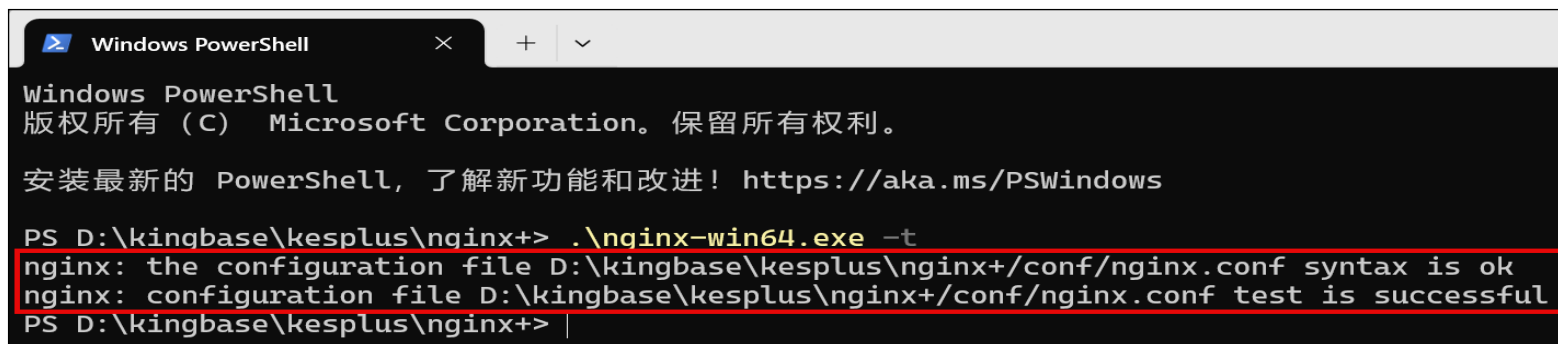 Windows PowerShell
Windows PowerShell
版权所有 (C)  Microsoft Corporation。保留所有权利。
安装最新的 PowerShell，了解新功能和改进！https://aka.ms/PSWindows
PS D:\kingbase\kesplus\nginx+> .\nginx-win64.exe -t
nginx: the configuration file D:\kingbase\kesplus\nginx+/conf/nginx.conf syntax is ok
nginx: configuration file D:\kingbase\kesplus\nginx+/conf/nginx.conf test is successful
PS D:\kingbase\kesplus\nginx+>